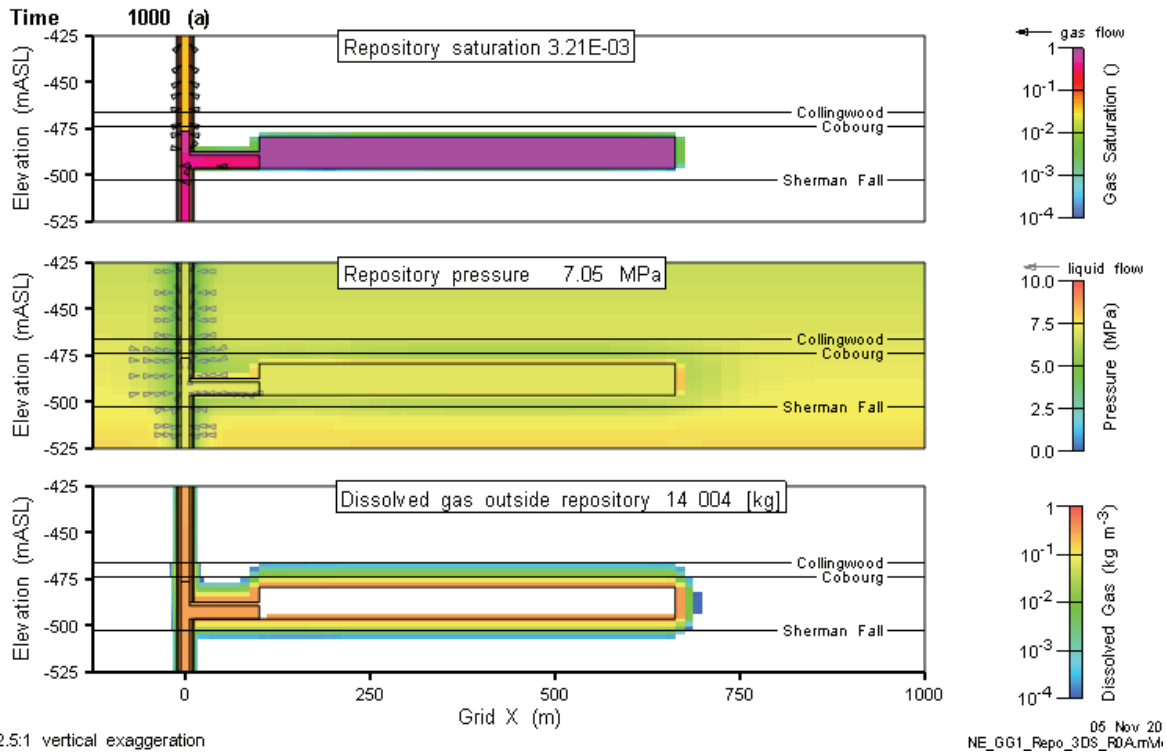 Time 1000 (a)
Repository saturation 3.21E-03
-425
-450
-475
-500
-525
Elevation (mASL)
Collingwood
Cobourg
Sherman Fall
gas flow
1
10-1
10-2
10-3
10-4
Gas Saturation ()
Repository pressure 7.05 MPa
-425
-450
-475
-500
-525
Elevation (mASL)
Collingwood
Cobourg
Sherman Fall
liquid flow
10.0
7.5
5.0
2.5
0.0
Pressure (MPa)
Dissolved gas outside repository 14 004 [kg]
-425
-450
-475
-500
-525
Elevation (mASL)
Collingwood
Cobourg
Sherman Fall
1
10-1
10-2
10-3
10-4
Dissolved Gas (kg m-3)
0 250 500 750 1000
Grid X (m)
2.5:1 vertical exaggeration
05 Nov 20